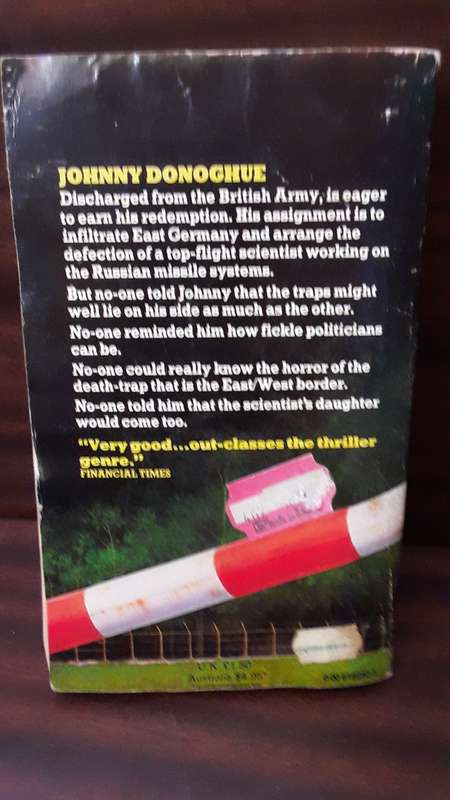 JOHNNY DONOGHUE
Discharged from the British Army, is eager
to earn his redemption. His assignment is to
infiltrate East Germany and arrange the
defection of a top-flight scientist working on
the Russian missile systems.
But no-one told Johnny that the traps might
well lie on his side as much as the other.
No-one reminded him how fickle politicians
can be.
No-one could really know the horror of the
death-trap that is the East/West border.
No-one told him that the scientist's daughter
would come too.
"Very good...out-classes the thriller
genre."
FINANCIAL TIMES
U K £1.50
Australia